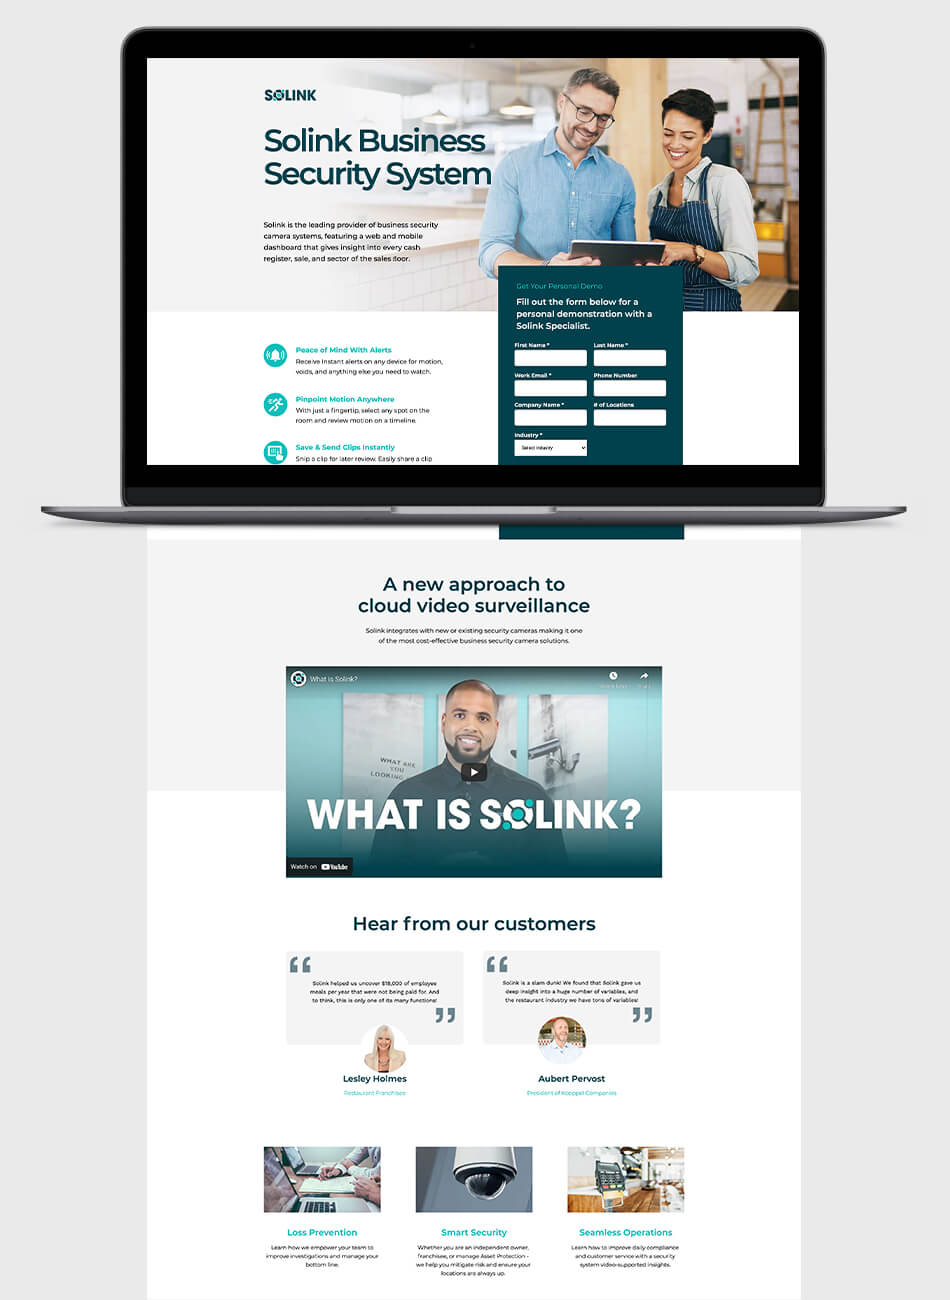 SOLINK
Solink Business
Security System
Solink is the leading provider of business security
camera systems, featuring a web and mobile
dashboard that gives insight into every cash
register, sale, and sector of the sales floor.
Get Your Personal Demo
Fill out the form below for a
personal demonstration with a
Solink Specialist.
First Name *
Last Name *
Work Email *
Phone Number
Company Name *
# of Locations
Industry *
Select Industry
Peace of Mind With Alerts
Receive Instant alerts on any device for motion,
voids, and anything else you need to watch.
Pinpoint Motion Anywhere
With just a fingertip, select any spot on the
room and review motion on a timeline.
Save & Send Clips Instantly
Snip a clip for later review. Easily share a clip
A new approach to
cloud video surveillance
Solink integrates with new or existing security cameras making it one
of the most cost-effective business security camera solutions.
What is Solink?
WHAT ARE
YOU
LOOKING
WHAT IS SOLINK?
Watch on YouTube
Hear from our customers
“
Solink helped us uncover $18,000 of employee
meals per year that were not being paid for. And
to think, this is only one of its many functions!
”
Lesley Holmes
Restaurant Franchisee
“
Solink is a slam dunk! We found that Solink gave us
deep insight into a huge number of variables, and
the restaurant industry we have tons of variables!
”
Aubert Pervost
President of Koeppel Companies
Loss Prevention
Learn how we empower your team to
improve investigations and manage your
bottom line.
Smart Security
Whether you are an independent owner,
franchisee, or manage Asset Protection -
we help you mitigate risk and ensure your
locations are always up.
Seamless Operations
Learn how to improve daily compliance
and customer service with a security
system video-supported insights.